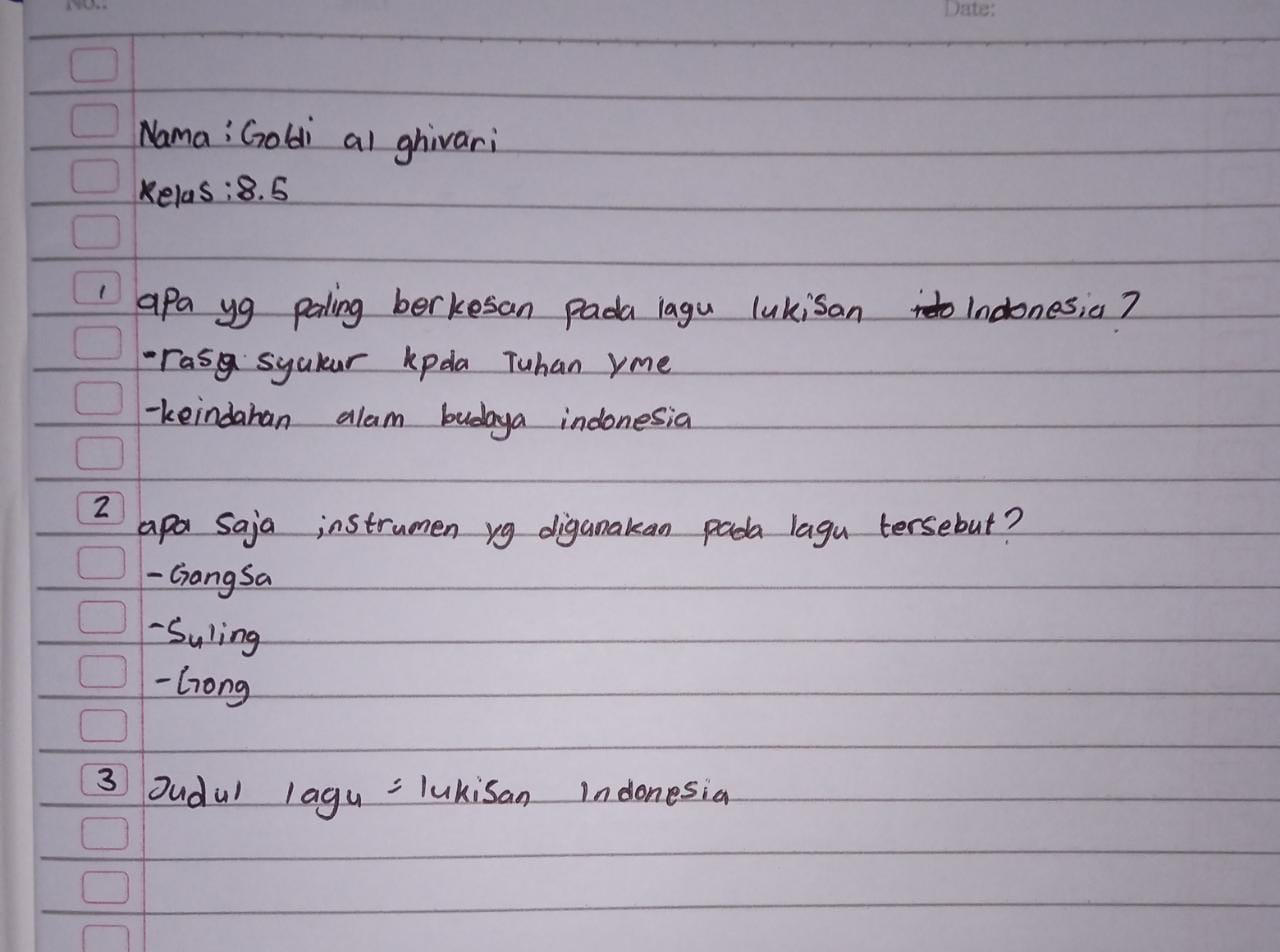 No.:
Date:
Nama : Goldi al ghivari
Kelas : 8.5
1 apa yg paling berkesan pada lagu lukisan Indonesia ?
-rasa syukur kpda Tuhan yme
-keindahan alam budaya indonesia
2 apa saja instrumen yg digunakan pada lagu tersebut ?
- Gangsa
- Suling
- Gong
3 Judul lagu = lukisan Indonesia